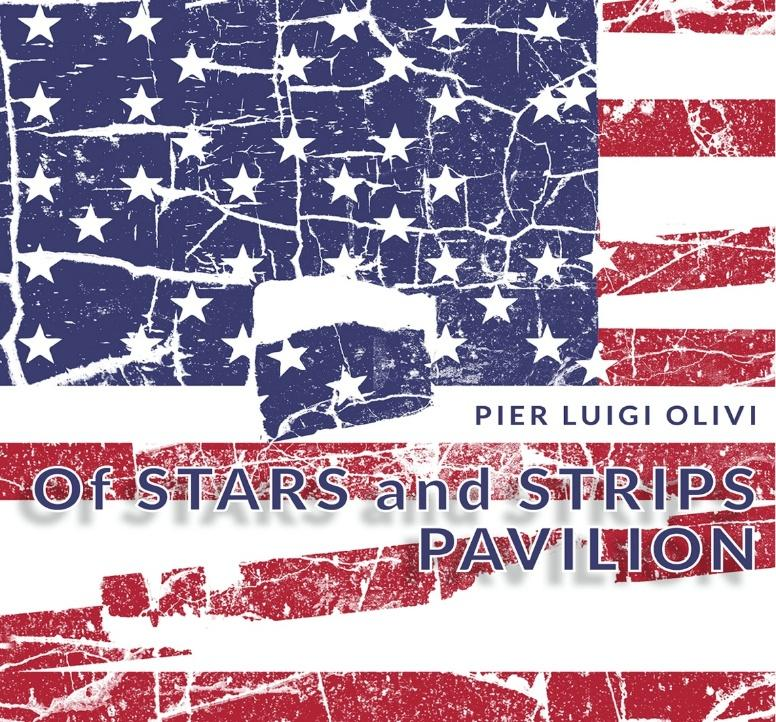 PIER LUIGI OLIVI
Of STARS and STRIPS
PAVILION